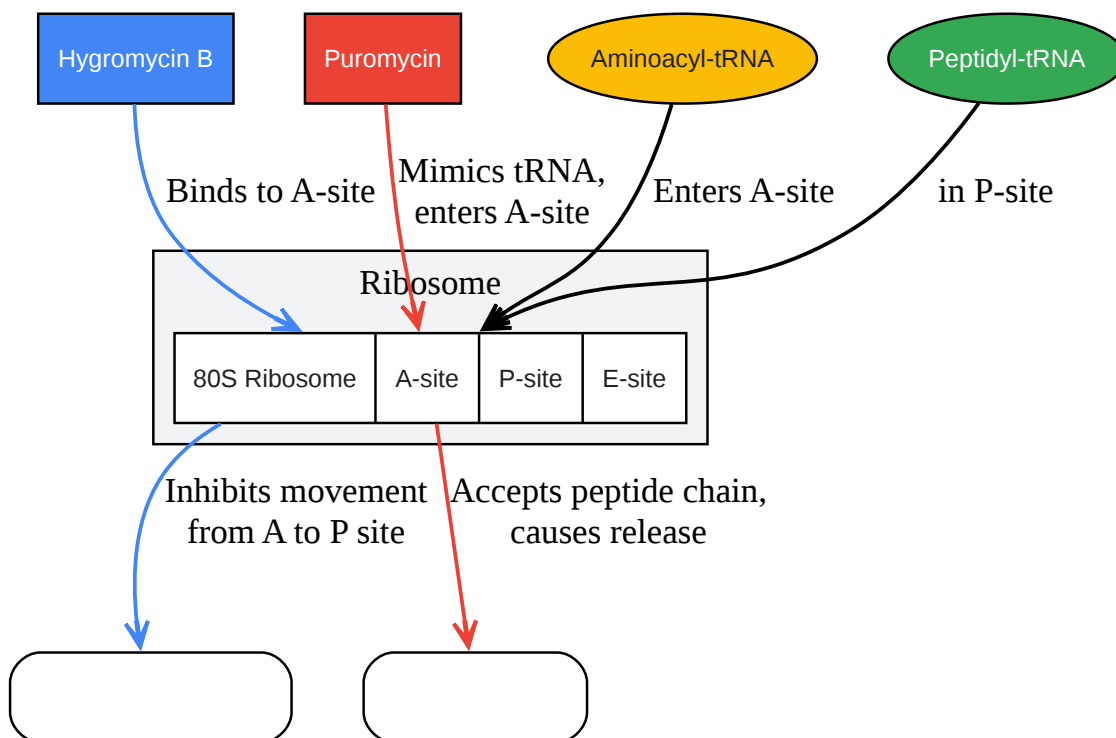 Hygromycin B
Puromycin
Aminoacyl-tRNA
Peptidyl-tRNA
Binds to A-site
Mimics tRNA,
enters A-site
Enters A-site
in P-site
Ribosome
80S Ribosome
A-site
P-site
E-site
Inhibits movement
from A to P site
Accepts peptide chain,
causes release